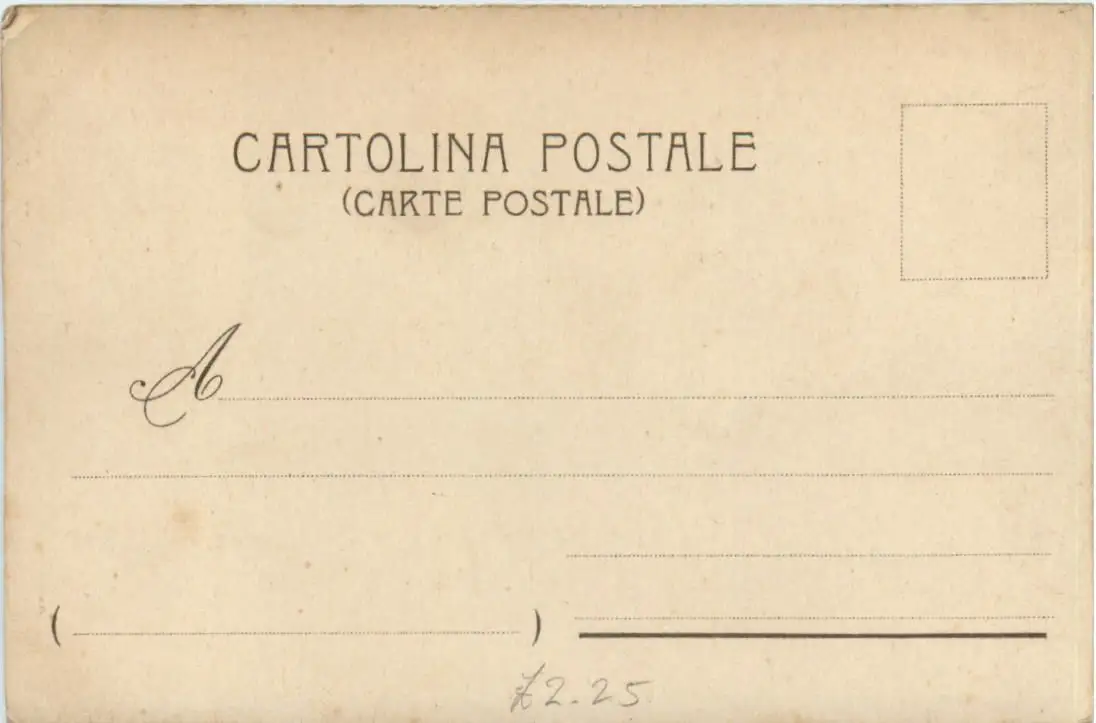 CARTOLINA POSTALE
(CARTE POSTALE)
A
( )
£2.25